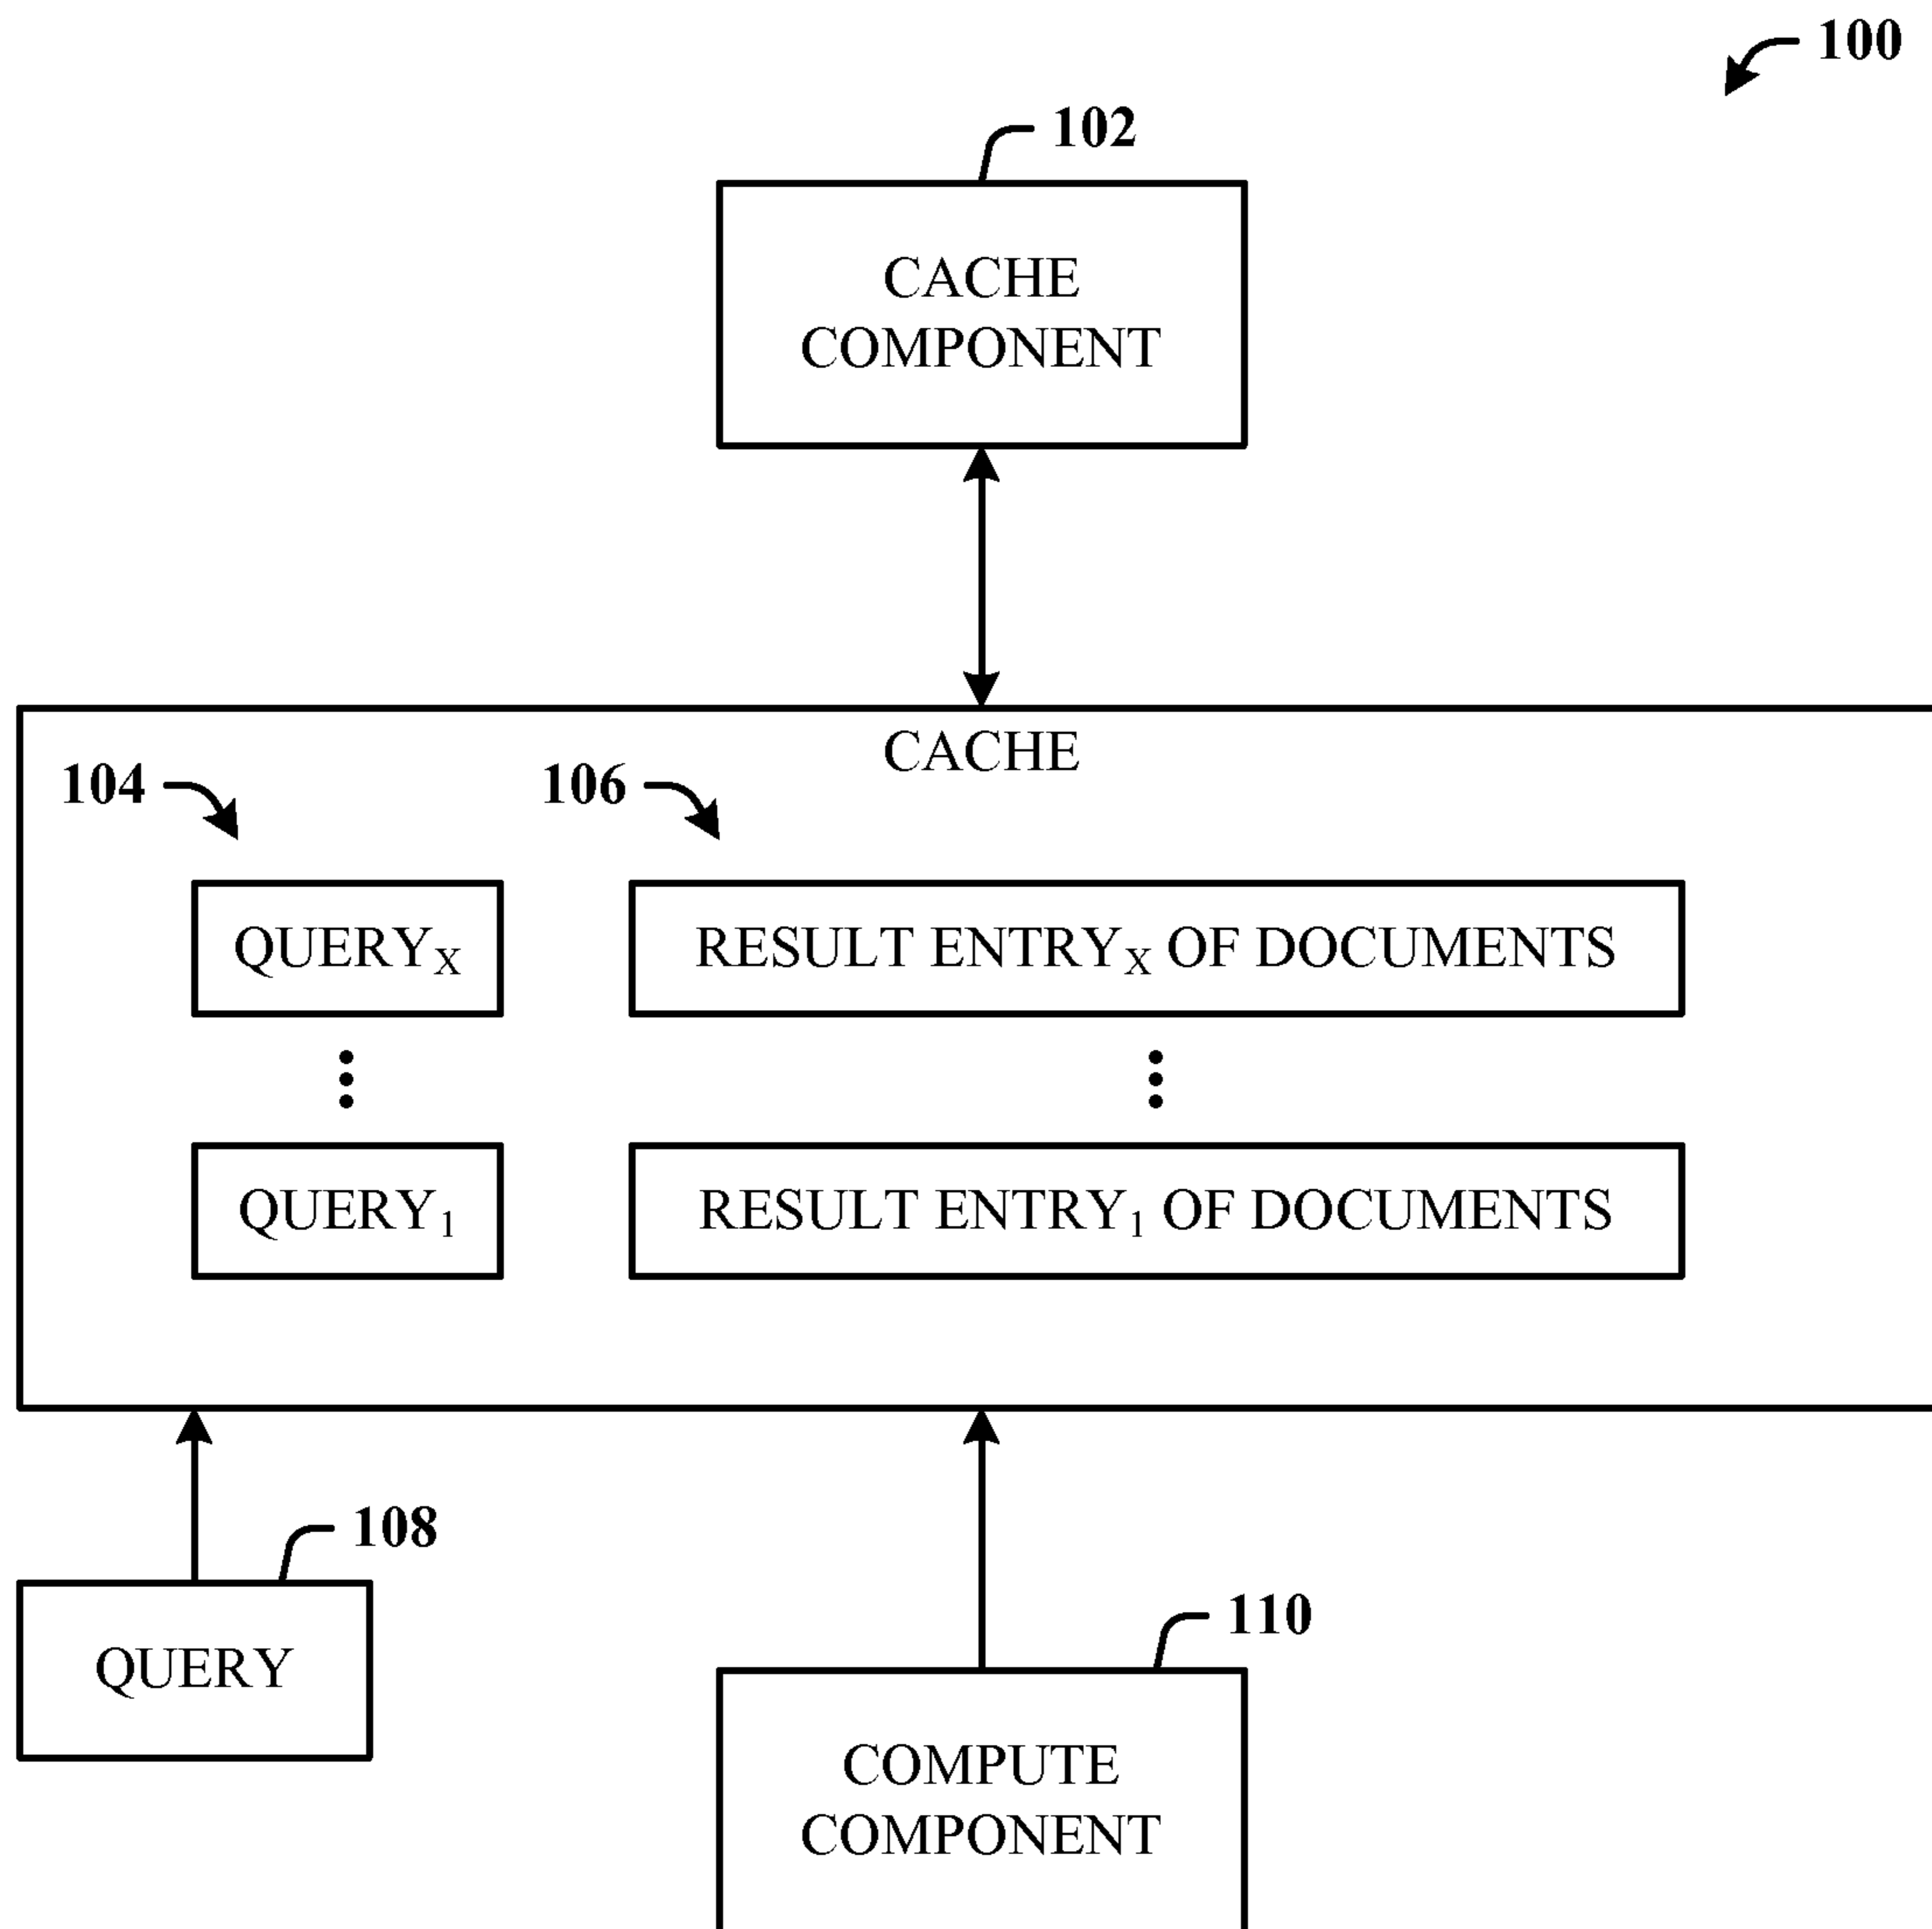 100
102
CACHE
COMPONENT
CACHE
104
106
QUERYX
RESULT ENTRYX OF DOCUMENTS
QUERY1
RESULT ENTRY1 OF DOCUMENTS
108
QUERY
110
COMPUTE
COMPONENT